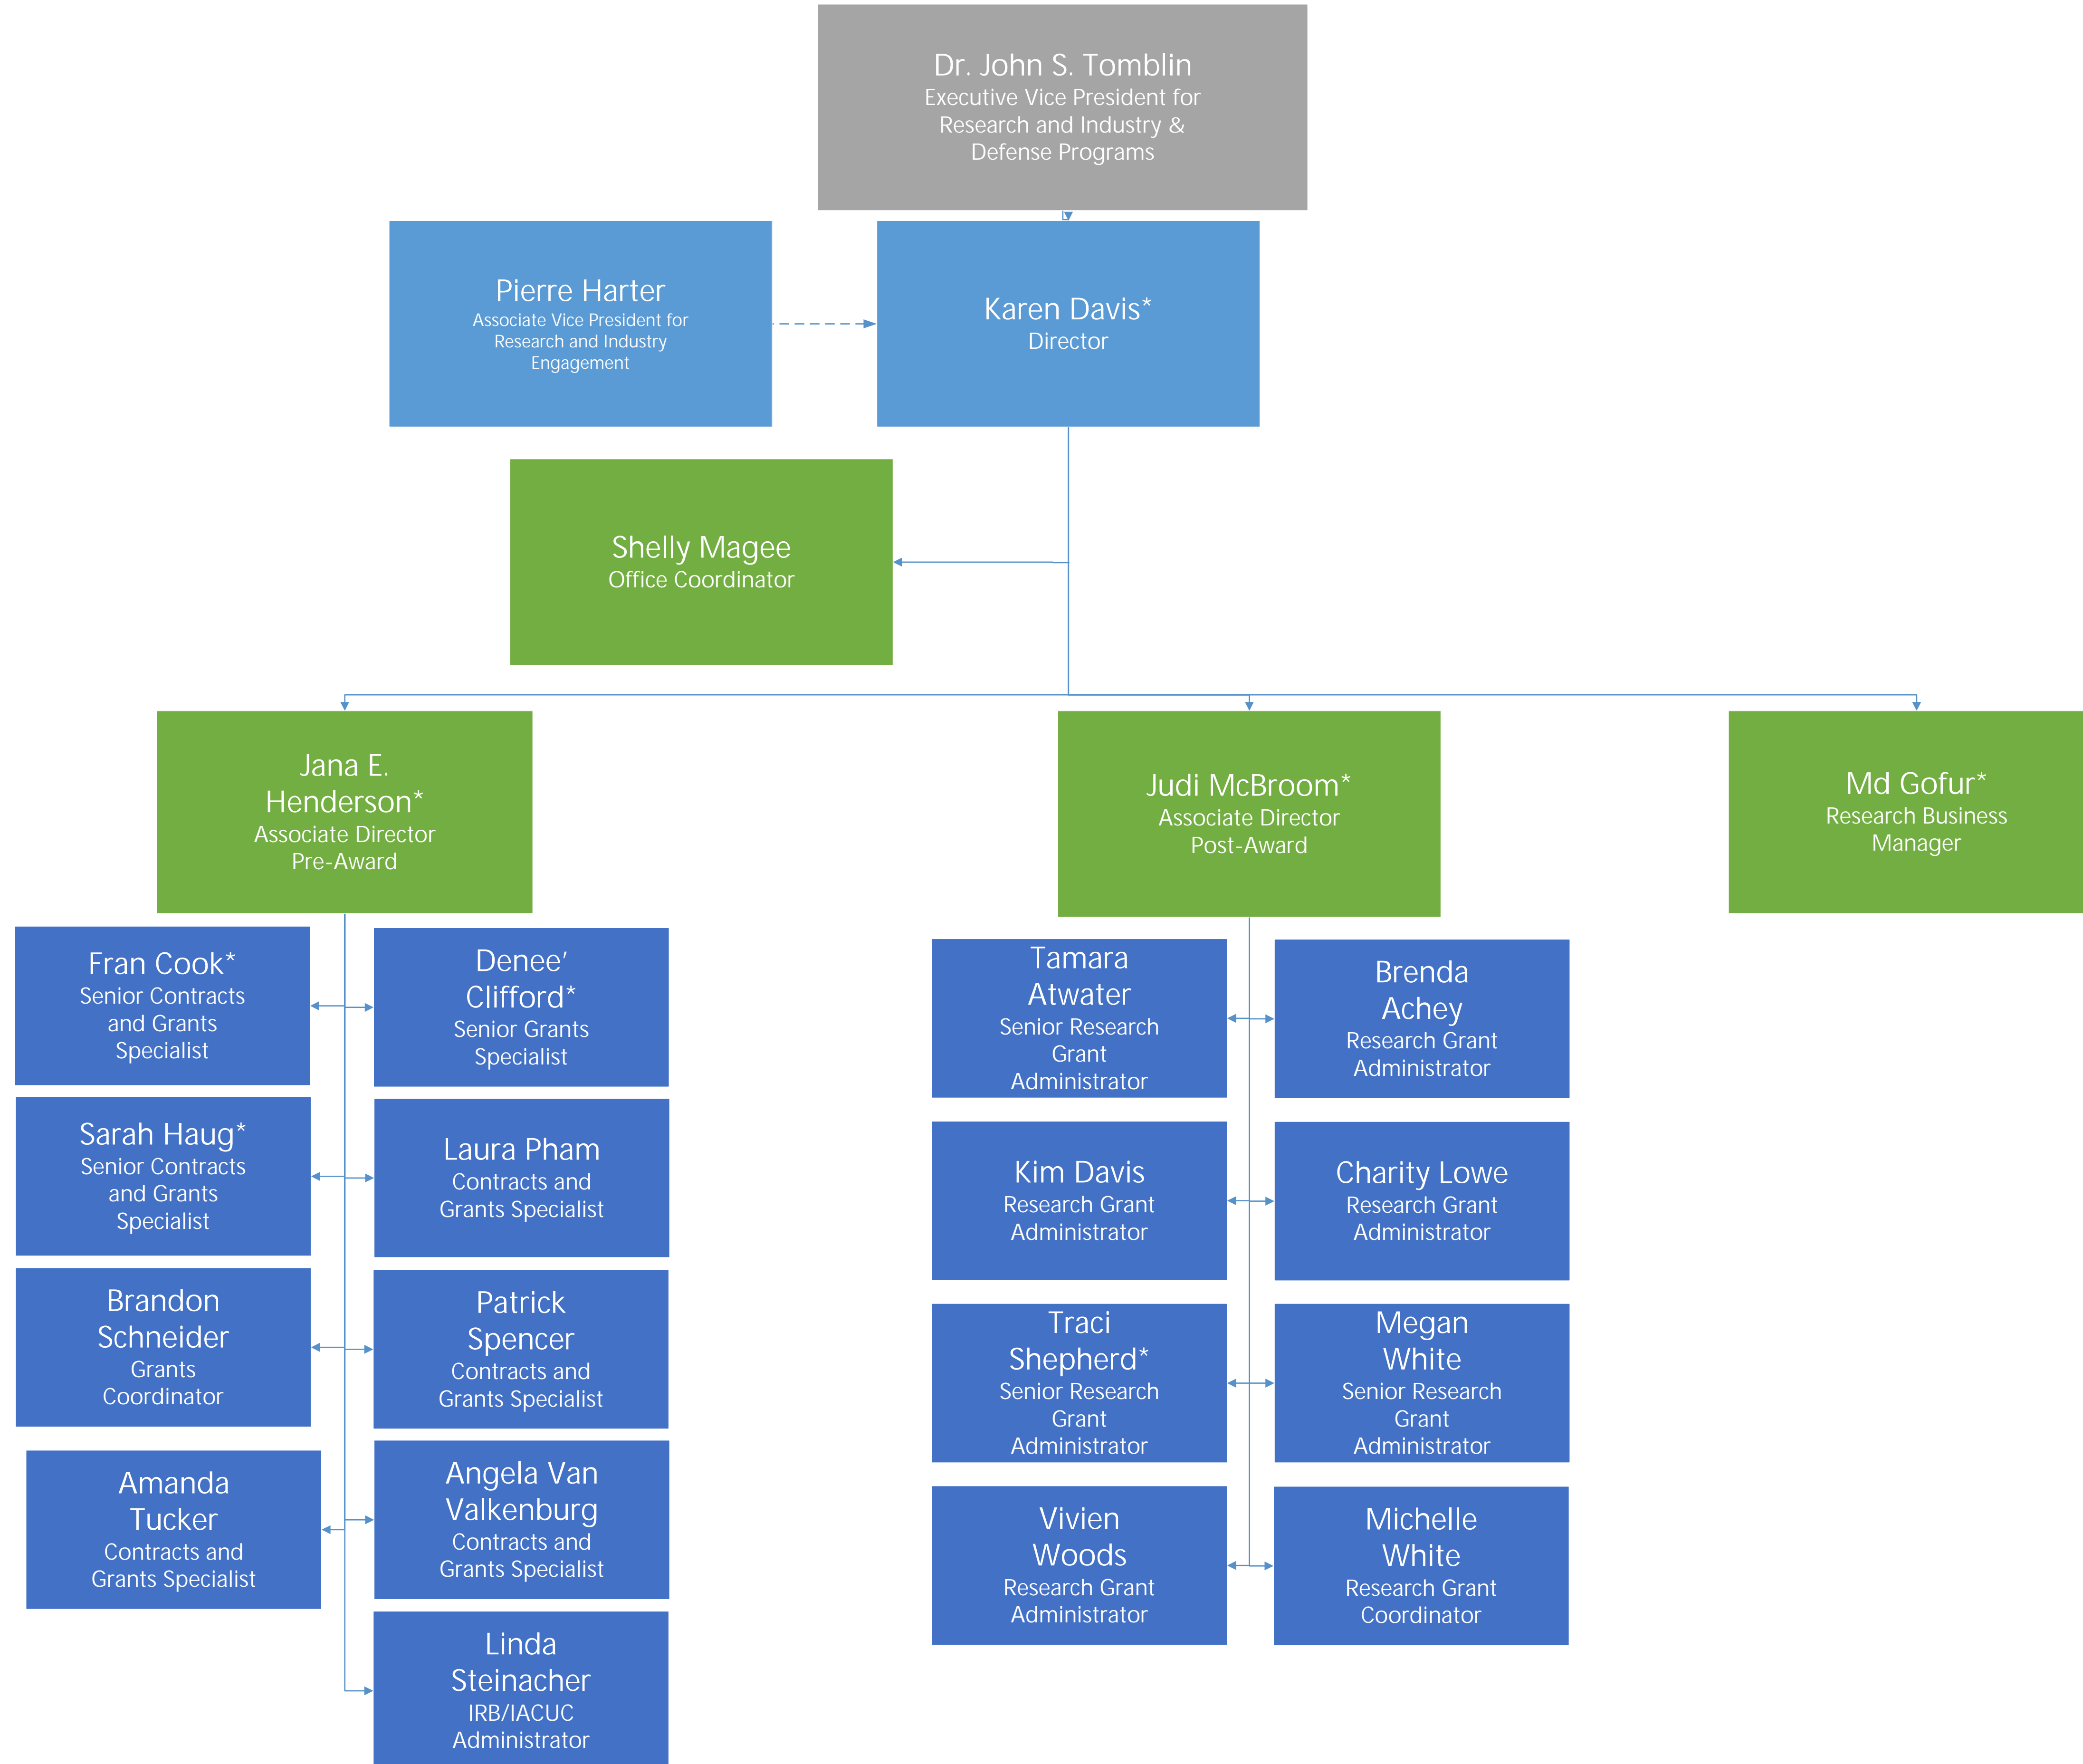 Dr. John S. Tomblin
Executive Vice President for
Research and Industry &
Defense Programs
Pierre Harter
Associate Vice President for
Research and Industry
Engagement
Karen Davis*
Director
Shelly Magee
Office Coordinator
Jana E.
Henderson*
Associate Director
Pre-Award
Judi McBroom*
Associate Director
Post-Award
Md Gofur*
Research Business
Manager
Fran Cook*
Senior Contracts
and Grants
Specialist
Denee’
Clifford*
Senior Grants
Specialist
Sarah Haug*
Senior Contracts
and Grants
Specialist
Laura Pham
Contracts and
Grants Specialist
Brandon
Schneider
Grants
Coordinator
Patrick
Spencer
Contracts and
Grants Specialist
Amanda
Tucker
Contracts and
Grants Specialist
Angela Van
Valkenburg
Contracts and
Grants Specialist
Linda
Steinacher
IRB/IACUC
Administrator
Tamara
Atwater
Senior Research
Grant
Administrator
Brenda
Achey
Research Grant
Administrator
Kim Davis
Research Grant
Administrator
Charity Lowe
Research Grant
Administrator
Traci
Shepherd*
Senior Research
Grant
Administrator
Megan
White
Senior Research
Grant
Administrator
Vivien
Woods
Research Grant
Administrator
Michelle
White
Research Grant
Coordinator